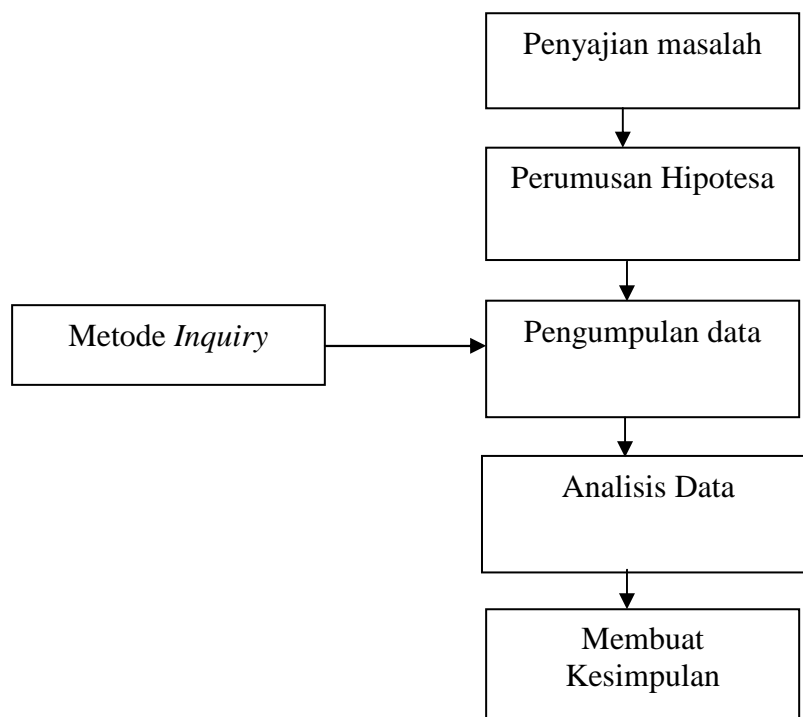 Penyajian masalah
Perumusan Hipotesa
Metode Inquiry
Pengumpulan data
Analisis Data
Membuat
Kesimpulan